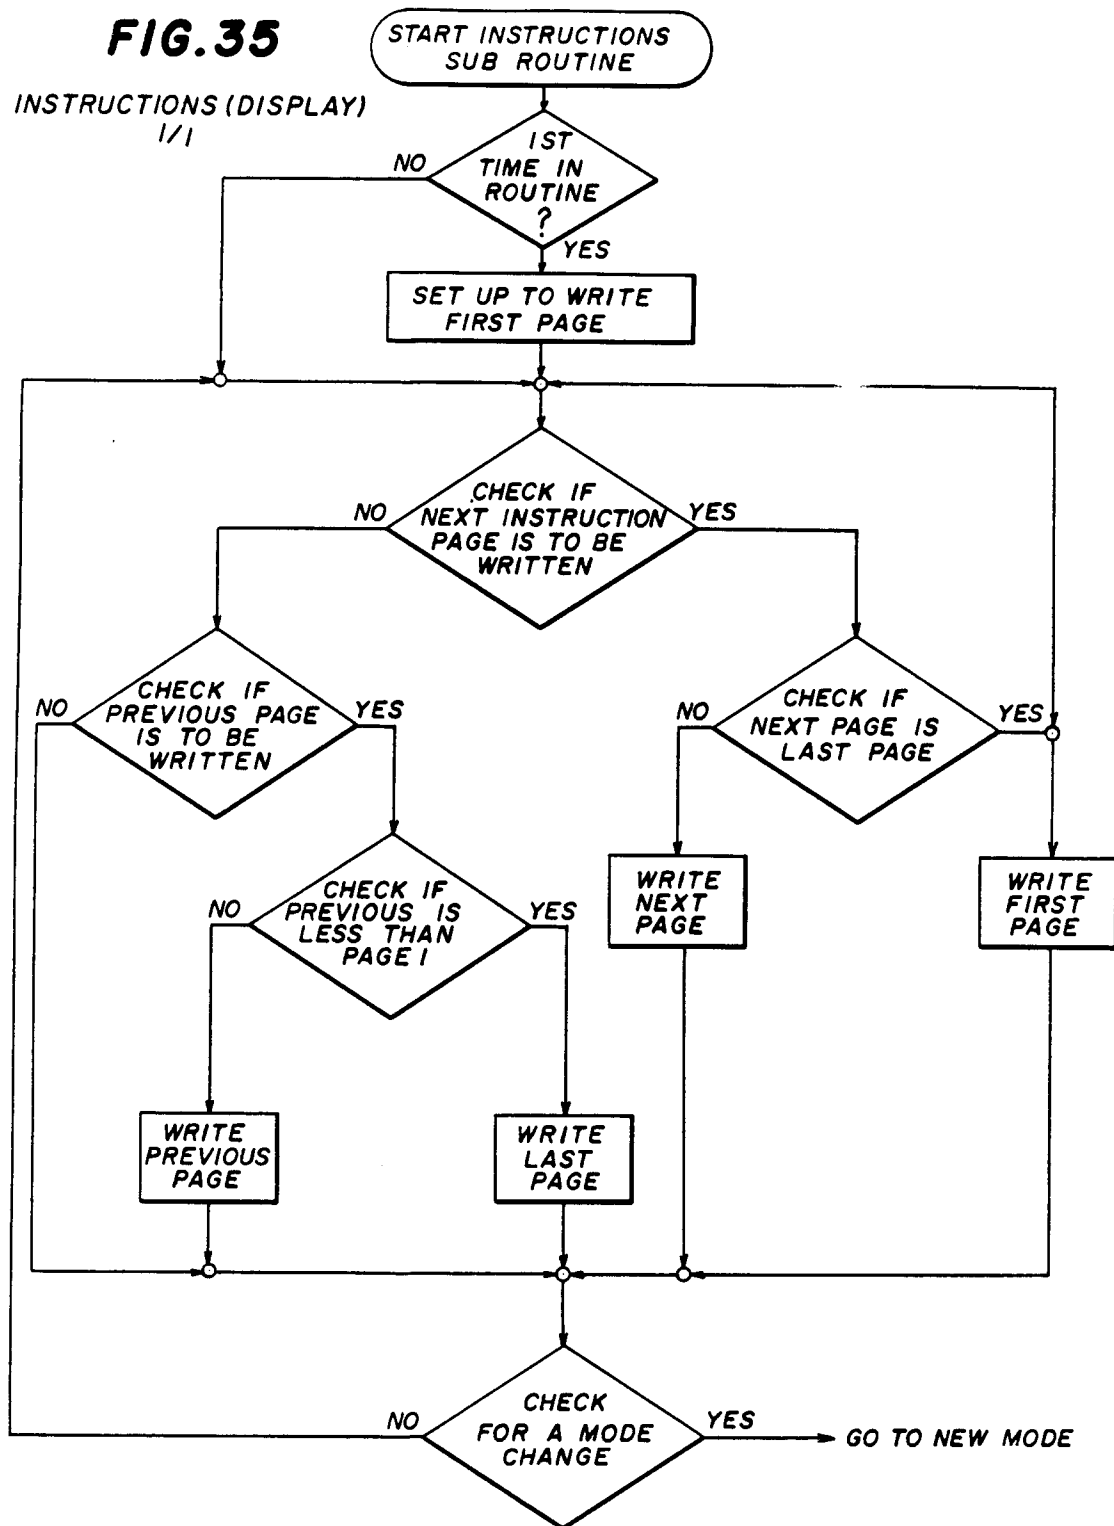 FIG.35
INSTRUCTIONS (DISPLAY)
1/1
START INSTRUCTIONS
SUB ROUTINE
1ST
TIME IN
ROUTINE
?
NO
YES
SET UP TO WRITE
FIRST PAGE
CHECK IF
NEXT INSTRUCTION
PAGE IS TO BE
WRITTEN
NO
YES
CHECK IF
PREVIOUS PAGE
IS TO BE
WRITTEN
NO
YES
CHECK IF
NEXT PAGE IS
LAST PAGE
NO
YES
CHECK IF
PREVIOUS IS
LESS THAN
PAGE 1
NO
YES
WRITE
NEXT
PAGE
WRITE
FIRST
PAGE
WRITE
PREVIOUS
PAGE
WRITE
LAST
PAGE
CHECK
FOR A MODE
CHANGE
NO
YES
GO TO NEW MODE